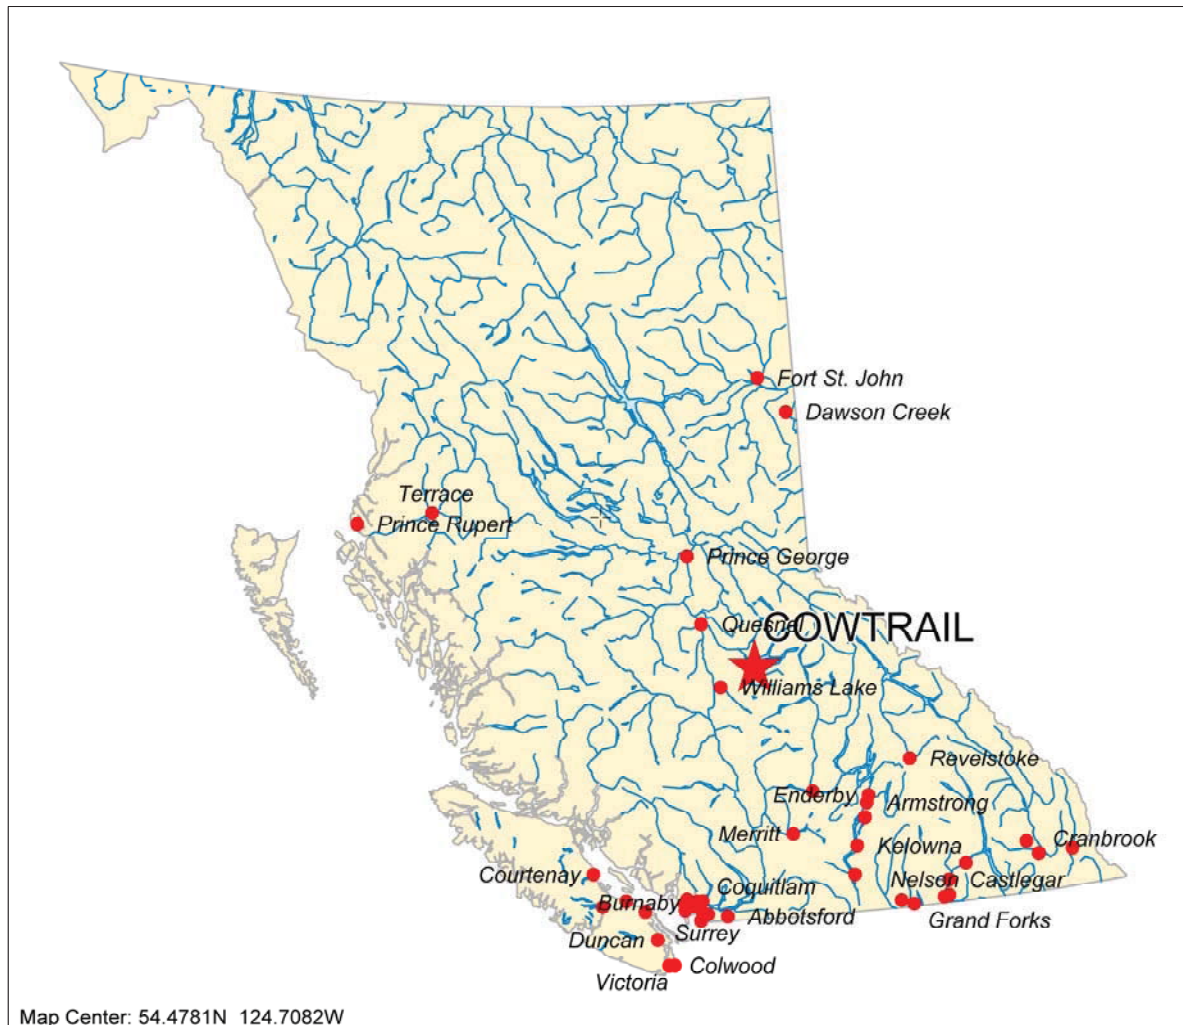 Fort St. John
Dawson Creek
Terrace
Prince Rupert
Prince George
Quesnel
COWTRAIL
Williams Lake
Revelstoke
Enderby
Armstrong
Merritt
Kelowna
Cranbrook
Courtenay
Coquitlam
Nelson
Castlegar
Burnaby
Abbotsford
Grand Forks
Duncan
Surrey
Victoria
Colwood
Map Center: 54.4781N 124.7082W